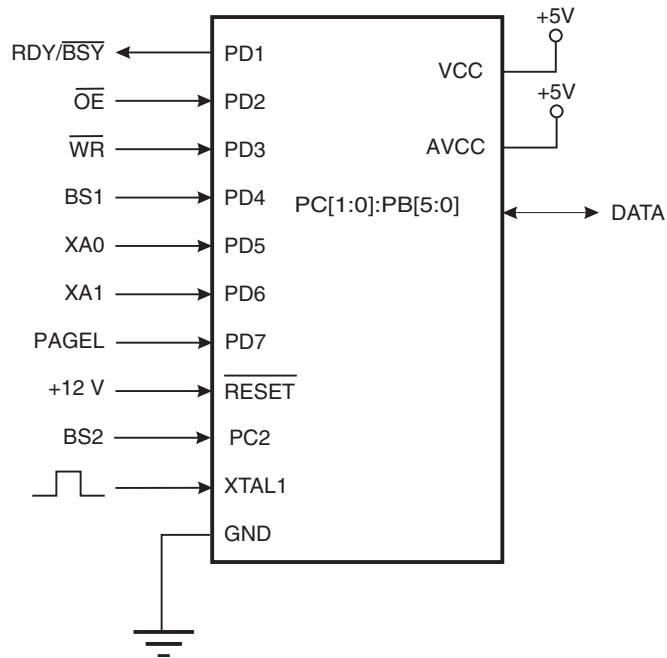 +5V
RDY/BSY PD1
VCC
+5V
OE PD2
WR PD3 AVCC
BS1 PD4 PC[1:0]:PB[5:0] DATA
XA0 PD5
XA1 PD6
PAGEL PD7
+12 V RESET
BS2 PC2
XTAL1
GND